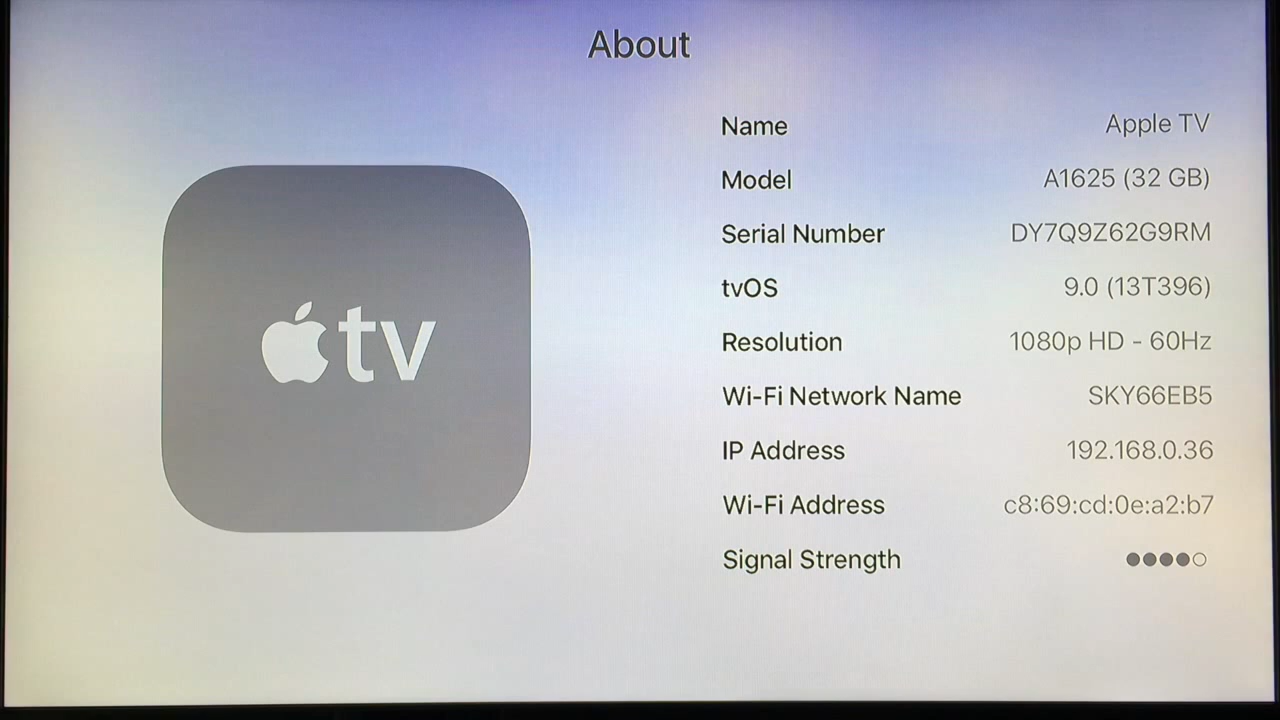 About
Name Apple TV
Model A1625 (32 GB)
Serial Number DY7Q9Z62G9RM
tvOS 9.0 (13T396)
tv
Resolution 1080p HD - 60Hz
Wi-Fi Network Name SKY66EB5
IP Address 192.168.0.36
Wi-Fi Address c8:69:cd:0e:a2:b7
Signal Strength